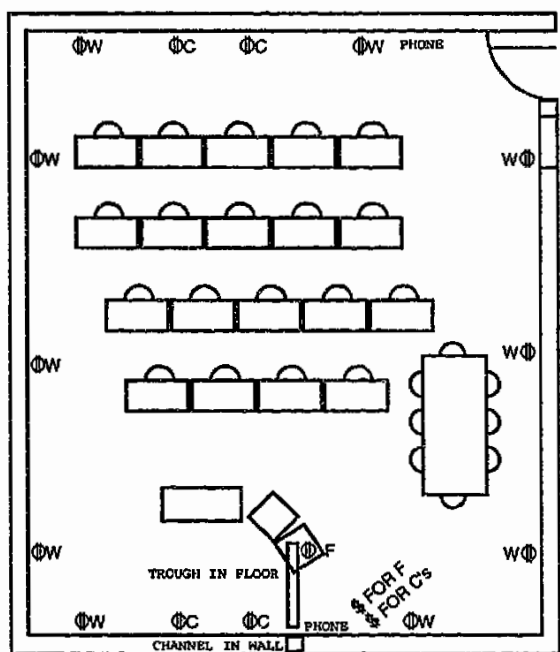 W C C W PHONE
W W
W W
F
TROUGH IN FLOOR
W W
$ FOR F
$ FOR C's
W C C PHONE W
CHANNEL IN WALL